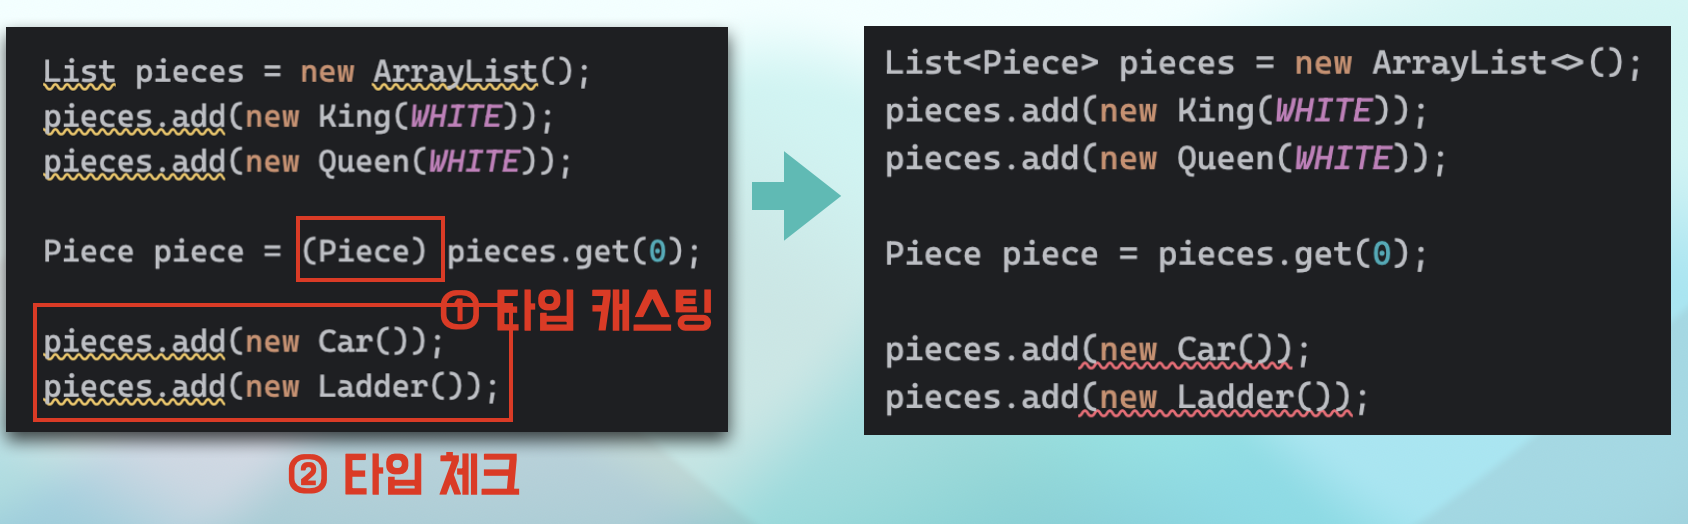 List pieces = new ArrayList();
pieces.add(new King(WHITE));
pieces.add(new Queen(WHITE));
Piece piece = (Piece) pieces.get(0);
① 타입 캐스팅
pieces.add(new Car());
pieces.add(new Ladder());
② 타입 체크
List<Piece> pieces = new ArrayList<>();
pieces.add(new King(WHITE));
pieces.add(new Queen(WHITE));
Piece piece = pieces.get(0);
pieces.add(new Car());
pieces.add(new Ladder());